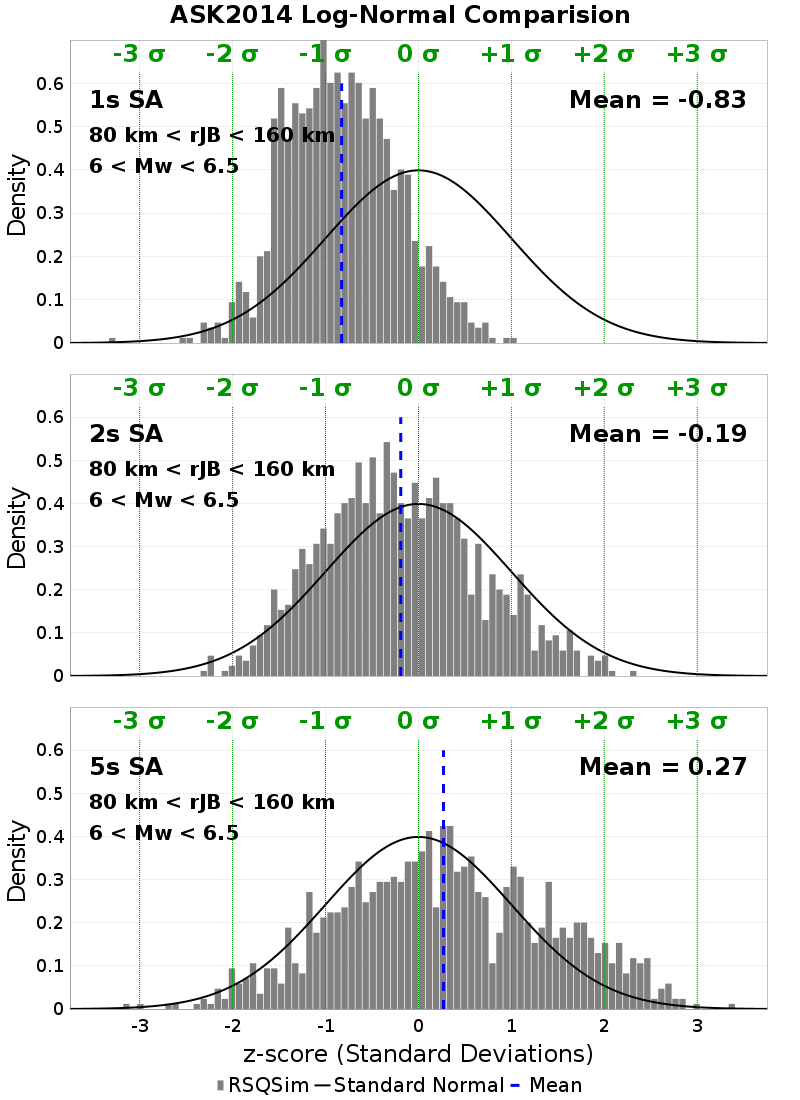 ASK2014 Log-Normal Comparision
-3 σ -2 σ -1 σ 0 σ +1 σ +2 σ +3 σ
0.6
1s SA Mean = -0.83
0.5
80 km < rJB < 160 km
6 < Mw < 6.5
0.4
Density
0.3
0.2
0.1
0
-3 σ -2 σ -1 σ 0 σ +1 σ +2 σ +3 σ
0.6
2s SA Mean = -0.19
0.5
80 km < rJB < 160 km
6 < Mw < 6.5
0.4
Density
0.3
0.2
0.1
0
-3 σ -2 σ -1 σ 0 σ +1 σ +2 σ +3 σ
0.6
5s SA Mean = 0.27
0.5
80 km < rJB < 160 km
6 < Mw < 6.5
0.4
Density
0.3
0.2
0.1
0
-3 -2 -1 0 1 2 3
z-score (Standard Deviations)
RSQSim Standard Normal Mean